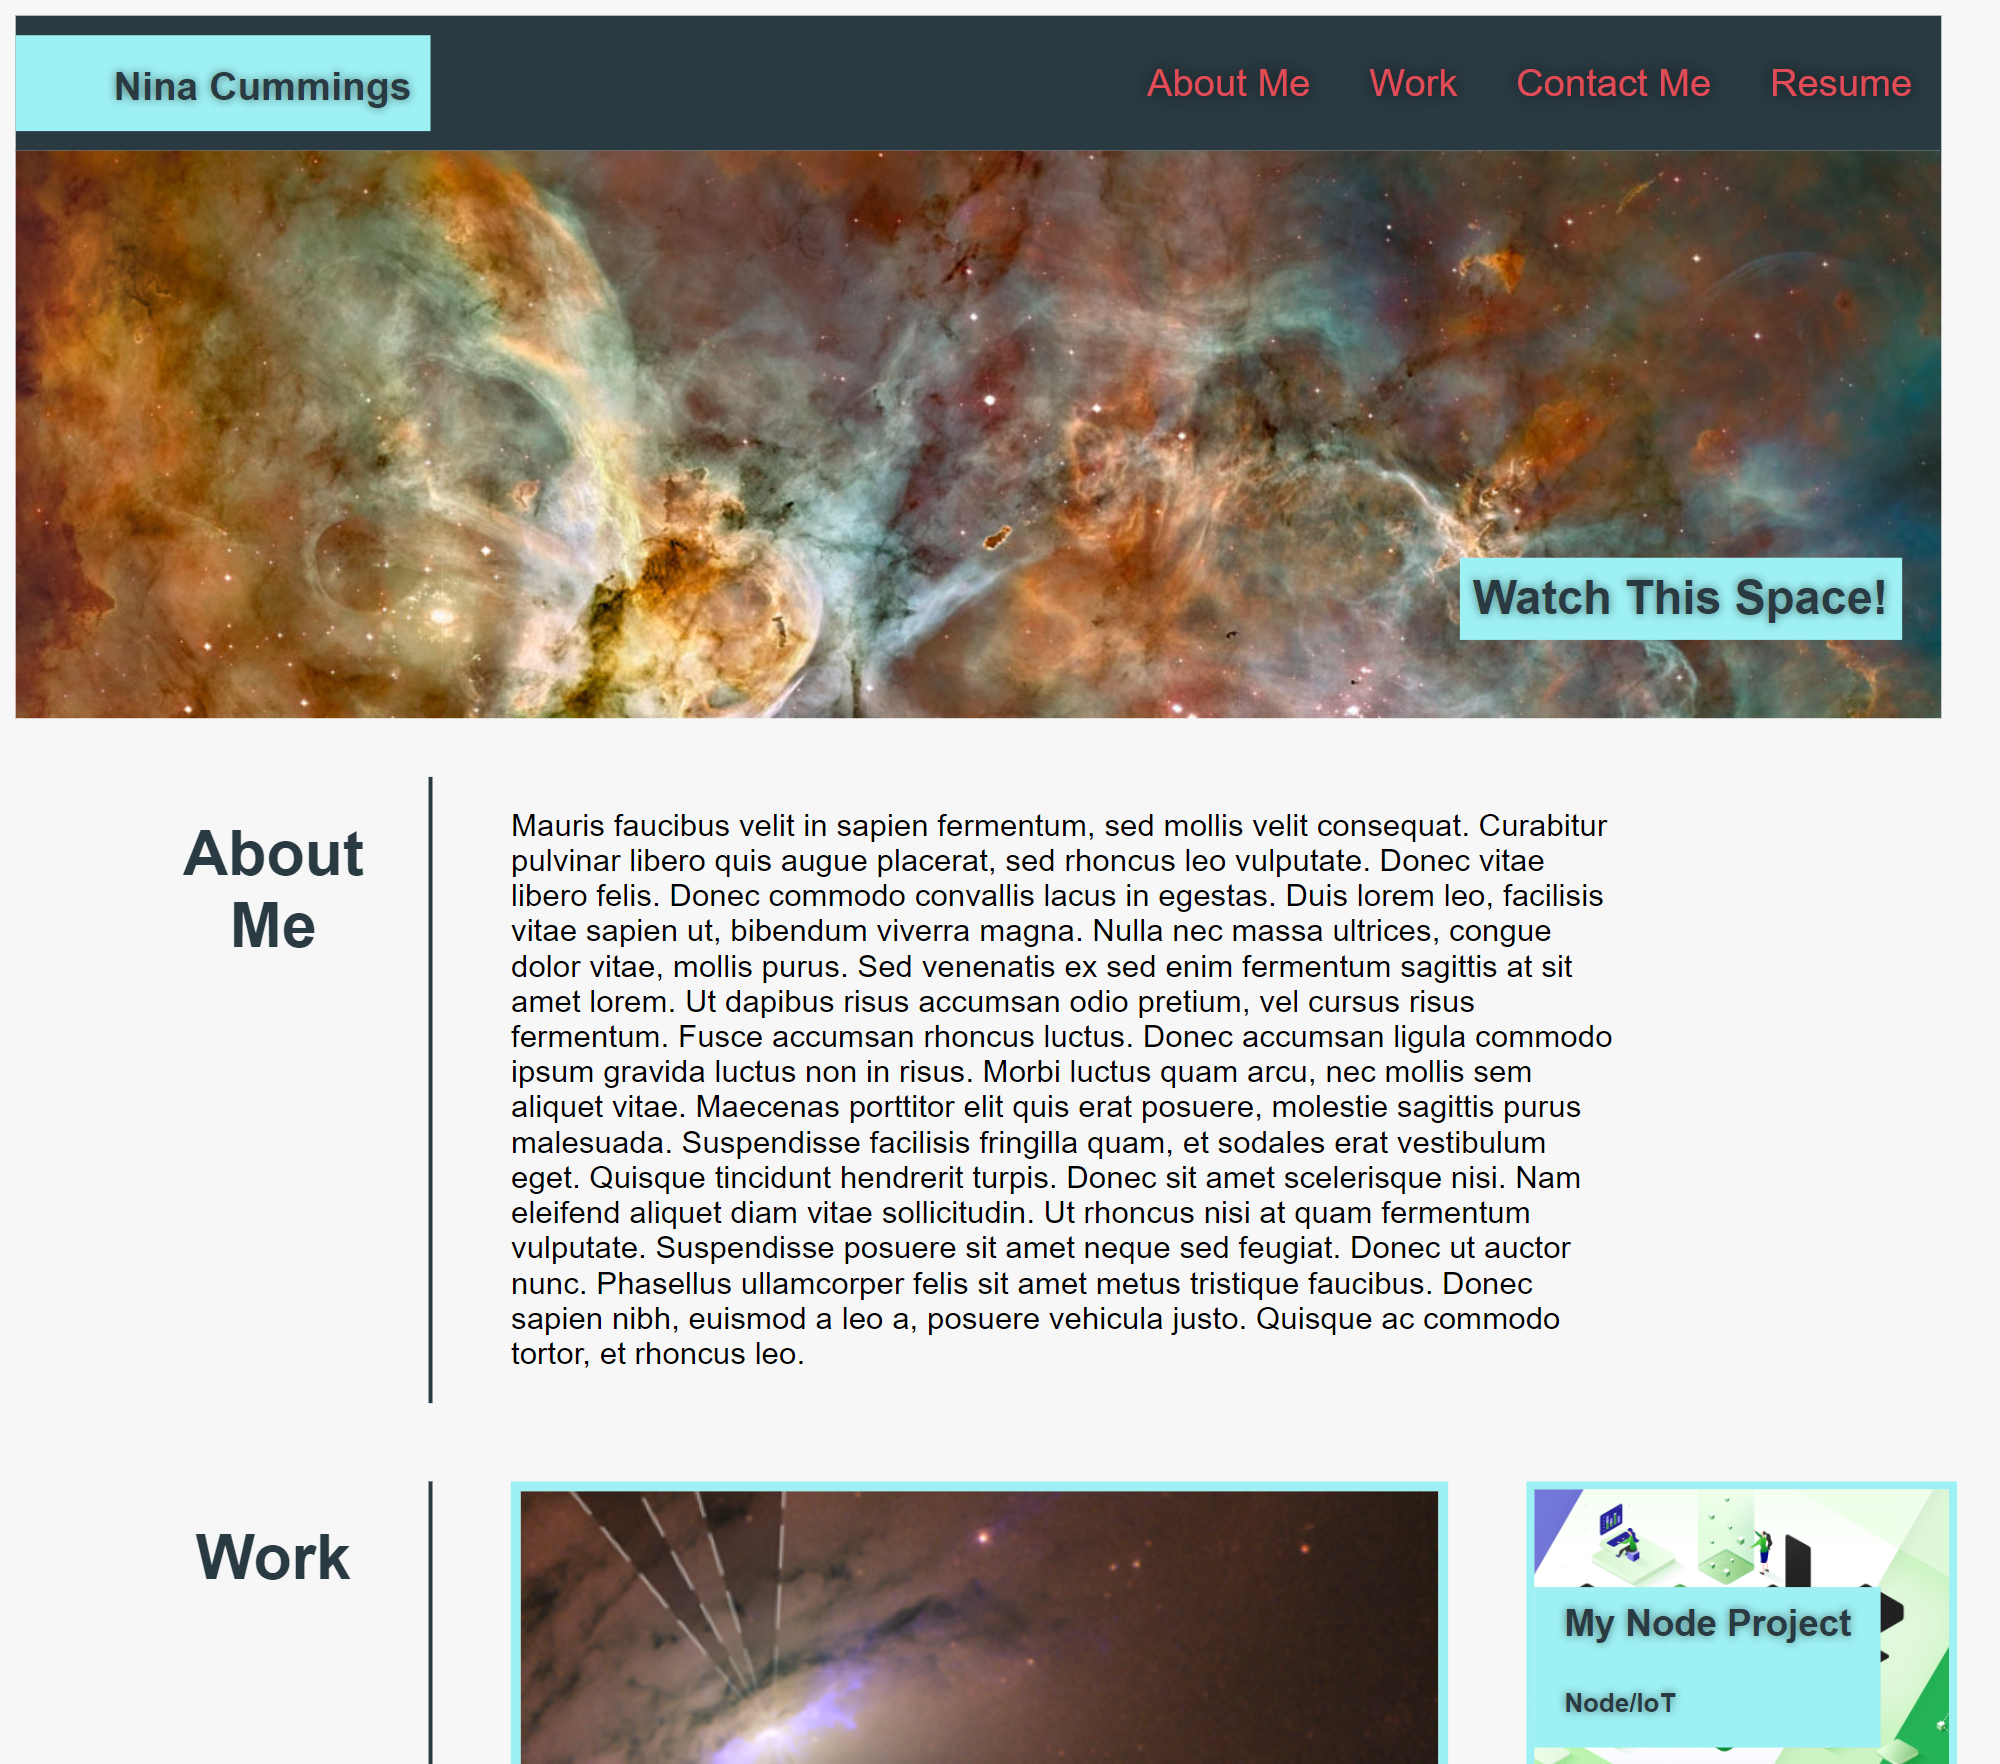 Nina Cummings
About Me
Work
Contact Me
Resume
Watch This Space!
About
Me
Mauris faucibus velit in sapien fermentum, sed mollis velit consequat. Curabitur
pulvinar libero quis augue placerat, sed rhoncus leo vulputate. Donec vitae
libero felis. Donec commodo convallis lacus in egestas. Duis lorem leo, facilisis
vitae sapien ut, bibendum viverra magna. Nulla nec massa ultrices, congue
dolor vitae, mollis purus. Sed venenatis ex sed enim fermentum sagittis at sit
amet lorem. Ut dapibus risus accumsan odio pretium, vel cursus risus
fermentum. Fusce accumsan rhoncus luctus. Donec accumsan ligula commodo
ipsum gravida luctus non in risus. Morbi luctus quam arcu, nec mollis sem
aliquet vitae. Maecenas porttitor elit quis erat posuere, molestie sagittis purus
malesuada. Suspendisse facilisis fringilla quam, et sodales erat vestibulum
eget. Quisque tincidunt hendrerit turpis. Donec sit amet scelerisque nisi. Nam
eleifend aliquet diam vitae sollicitudin. Ut rhoncus nisi at quam fermentum
vulputate. Suspendisse posuere sit amet neque sed feugiat. Donec ut auctor
nunc. Phasellus ullamcorper felis sit amet metus tristique faucibus. Donec
sapien nibh, euismod a leo a, posuere vehicula justo. Quisque ac commodo
tortor, et rhoncus leo.
Work
My Node Project
Node/IoT